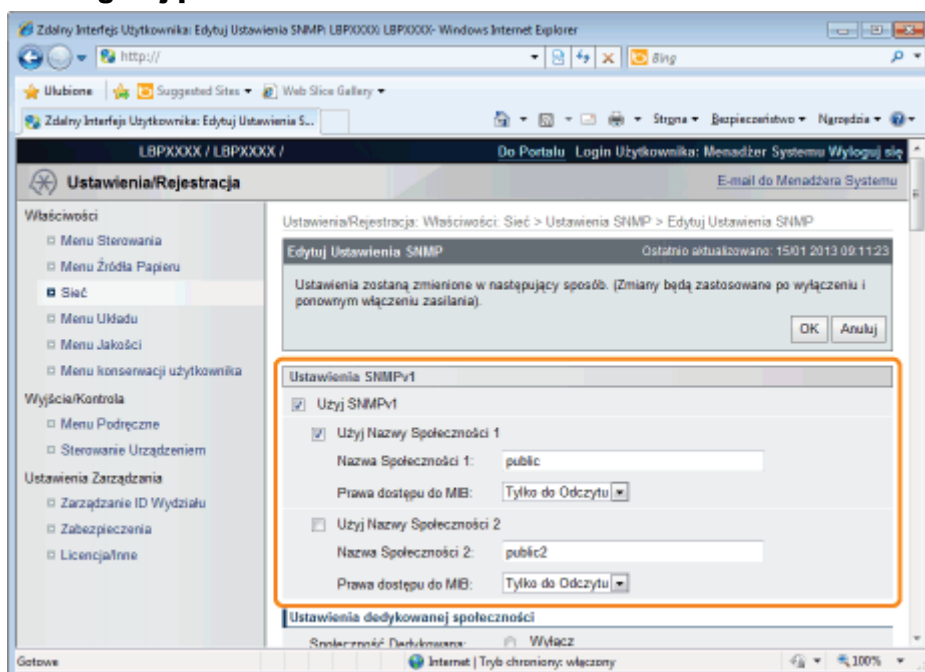 Zdalny Interfejs Użytkownika: Edytuj Ustawienia SNMP: LBPXXXX: LBPXXXX- Windows Internet Explorer
http://
Bing
Ulubione Suggested Sites Web Slice Gallery
Zdalny Interfejs Użytkownika: Edytuj Ustawienia S...
Strona Bezpieczeństwo Narzędzia
LBPXXXX / LBPXXXX /
Do Portalu Login Użytkownika: Menadżer Systemu Wyloguj się
Ustawienia/Rejestracja
E-mail do Menadżera Systemu
Właściwości
Menu Sterowania
Menu Źródła Papieru
Sieć
Menu Układu
Menu Jakości
Menu konserwacji użytkownika
Wyjście/Kontrola
Menu Podręczne
Sterowanie Urządzeniem
Ustawienia Zarządzania
Zarządzanie ID Wydziału
Zabezpieczenia
Licencja/Inne
Ustawienia/Rejestracja: Właściwości: Sieć > Ustawienia SNMP > Edytuj Ustawienia SNMP
Edytuj Ustawienia SNMP
Ostatnio aktualizowano: 15/01 2013 09:11:23
Ustawienia zostaną zmienione w następujący sposób. (Zmiany będą zastosowane po wyłączeniu i
ponownym włączeniu zasilania).
OK Anuluj
Ustawienia SNMPv1
Użyj SNMPv1
Użyj Nazwy Społeczności 1
Nazwa Społeczności 1: public
Prawa dostępu do MIB: Tylko do Odczytu
Użyj Nazwy Społeczności 2
Nazwa Społeczności 2: public2
Prawa dostępu do MIB: Tylko do Odczytu
Ustawienia dedykowanej społeczności
Społeczność Dedykowana: Wyłącz
Gotowe
Internet | Tryb chroniony: włączony
100%